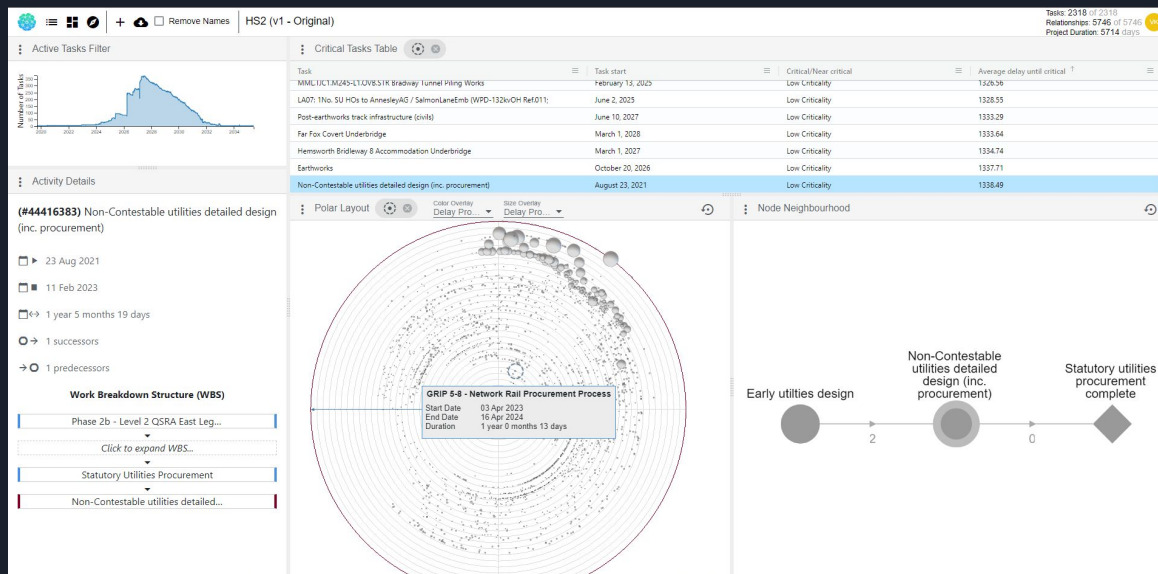 Remove Names
HS2 (v1 - Original)
Tasks: 2318 of 2318
Relationships: 5746 of 5746
Project Duration: 5714 days
Active Tasks Filter
Number of Tasks
350
300
250
200
150
100
50
0
2020 2022 2024 2026 2028 2030 2032 2034
Activity Details
(#44416383) Non-Contestable utilities detailed design
(inc. procurement)
23 Aug 2021
11 Feb 2023
1 year 5 months 19 days
1 successors
1 predecessors
Work Breakdown Structure (WBS)
Phase 2b - Level 2 QSRA East Leg...
Click to expand WBS...
Statutory Utilities Procurement
Non-Contestable utilities detailed...
Critical Tasks Table
Task Task start Critical/Near critical Average delay until critical
MML.TJC1.M245-L1.OVB.STR Bradway Tunnel Piling Works February 13, 2025 Low Criticality 1326.56
LA07: 1No. SU HOs to AnnesleyAG / SalmonLaneEmb (WPD-132kvOH Ref.011; June 2, 2025 Low Criticality 1328.55
Post-earthworks track infrastructure (civils) June 10, 2027 Low Criticality 1333.29
Far Fox Covert Underbridge March 1, 2028 Low Criticality 1333.64
Hemsworth Bridleway 8 Accommodation Underbridge March 1, 2027 Low Criticality 1334.74
Earthworks October 20, 2026 Low Criticality 1337.71
Non-Contestable utilities detailed design (inc. procurement) August 23, 2021 Low Criticality 1338.49
Polar Layout
Color Overlay
Delay Pro...
Size Overlay
Delay Pro...
GRIP 5-8 - Network Rail Procurement Process
Start Date 03 Apr 2023
End Date 16 Apr 2024
Duration 1 year 0 months 13 days
Node Neighbourhood
Early utilties design
2
Non-Contestable
utilities detailed
design (inc.
procurement)
0
Statutory utilities
procurement
complete